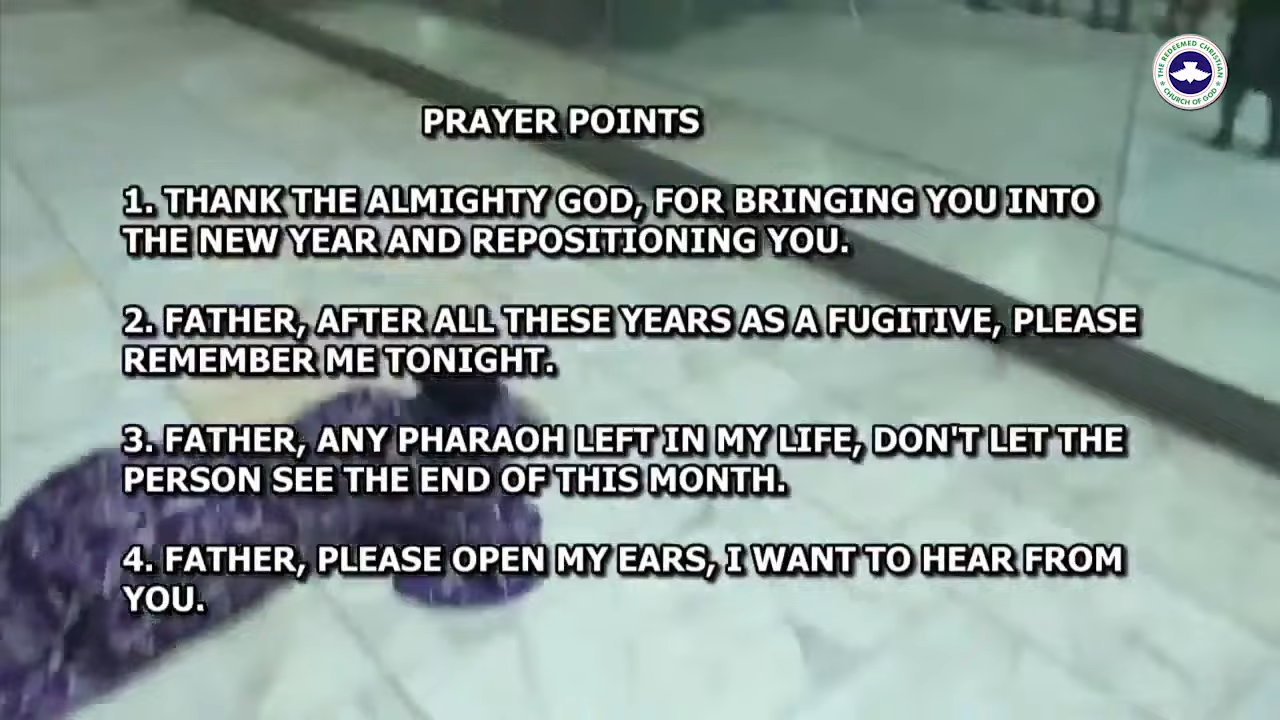 THE REDEEMED CHRISTIAN
CHURCH OF GOD
PRAYER POINTS
1. THANK THE ALMIGHTY GOD, FOR BRINGING YOU INTO
THE NEW YEAR AND REPOSITIONING YOU.
2. FATHER, AFTER ALL THESE YEARS AS A FUGITIVE, PLEASE
REMEMBER ME TONIGHT.
3. FATHER, ANY PHARAOH LEFT IN MY LIFE, DON'T LET THE
PERSON SEE THE END OF THIS MONTH.
4. FATHER, PLEASE OPEN MY EARS, I WANT TO HEAR FROM
YOU.